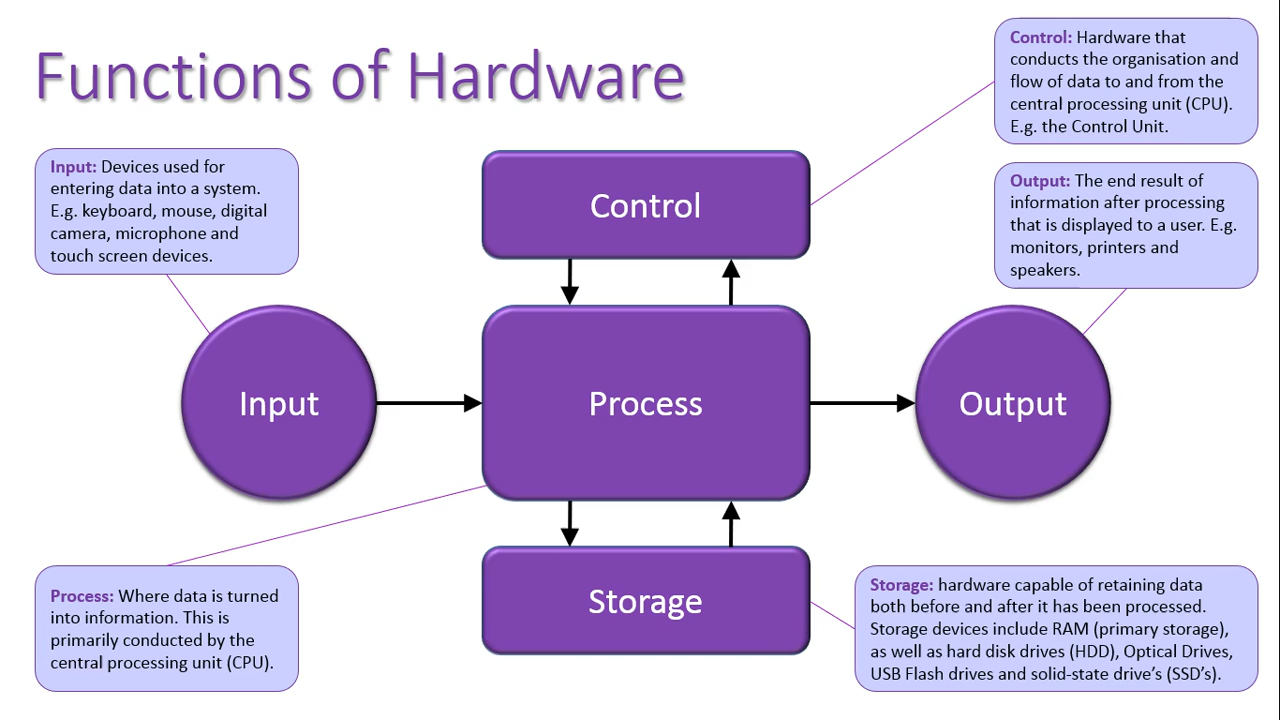 Functions of Hardware
Control: Hardware that
conducts the organisation and
flow of data to and from the
central processing unit (CPU).
E.g. the Control Unit.
Input: Devices used for
entering data into a system.
E.g. keyboard, mouse, digital
camera, microphone and
touch screen devices.
Control
Output: The end result of
information after processing
that is displayed to a user. E.g.
monitors, printers and
speakers.
Input
Process
Output
Process: Where data is turned
into information. This is
primarily conducted by the
central processing unit (CPU).
Storage
Storage: hardware capable of retaining data
both before and after it has been processed.
Storage devices include RAM (primary storage),
as well as hard disk drives (HDD), Optical Drives,
USB Flash drives and solid-state drive’s (SSD’s).